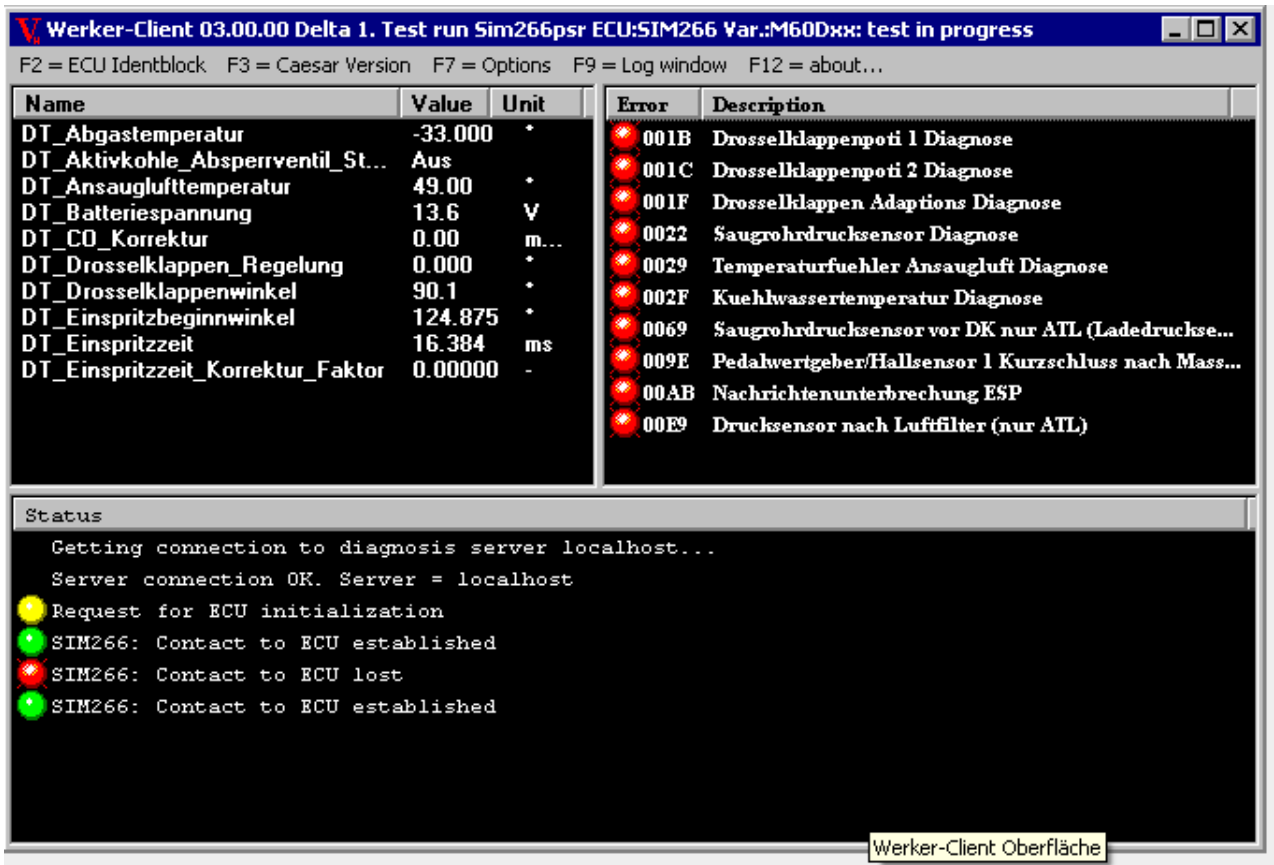 Werker-Client 03.00.00 Delta 1. Test run Sim266psr ECU:SIM266 Var.:M60Dxx: test in progress
F2 = ECU Identblock F3 = Caesar Version F7 = Options F9 = Log window F12 = about...
Name Value Unit
DT_Abgastemperatur -33.000 °
DT_Aktivkohle_Absperrventil_St... Aus
DT_Ansauglufttemperatur 49.00 °
DT_Batteriespannung 13.6 V
DT_CO_Korrektur 0.00 m...
DT_Drosselklappen_Regelung 0.000 °
DT_Drosselklappenwinkel 90.1 °
DT_Einspritzbeginnwinkel 124.875 °
DT_Einspritzzeit 16.384 ms
DT_Einspritzzeit_Korrektur_Faktor 0.00000 -
Error Description
001B Drosselklappenpoti 1 Diagnose
001C Drosselklappenpoti 2 Diagnose
001F Drosselklappen Adaptions Diagnose
0022 Saugrohrdrucksensor Diagnose
0029 Temperaturfuehler Ansaugluft Diagnose
002F Kuehlwassertemperatur Diagnose
0069 Saugrohrdrucksensor vor DK nur ATL (Ladedruckse...
009E Pedalwertgeber/Hallsensor 1 Kurzschluss nach Mass...
00AB Nachrichtenunterbrechung ESP
00E9 Drucksensor nach Luftfilter (nur ATL)
Status
Getting connection to diagnosis server localhost...
Server connection OK. Server = localhost
Request for ECU initialization
SIM266: Contact to ECU established
SIM266: Contact to ECU lost
SIM266: Contact to ECU established
Werker-Client Oberfläche